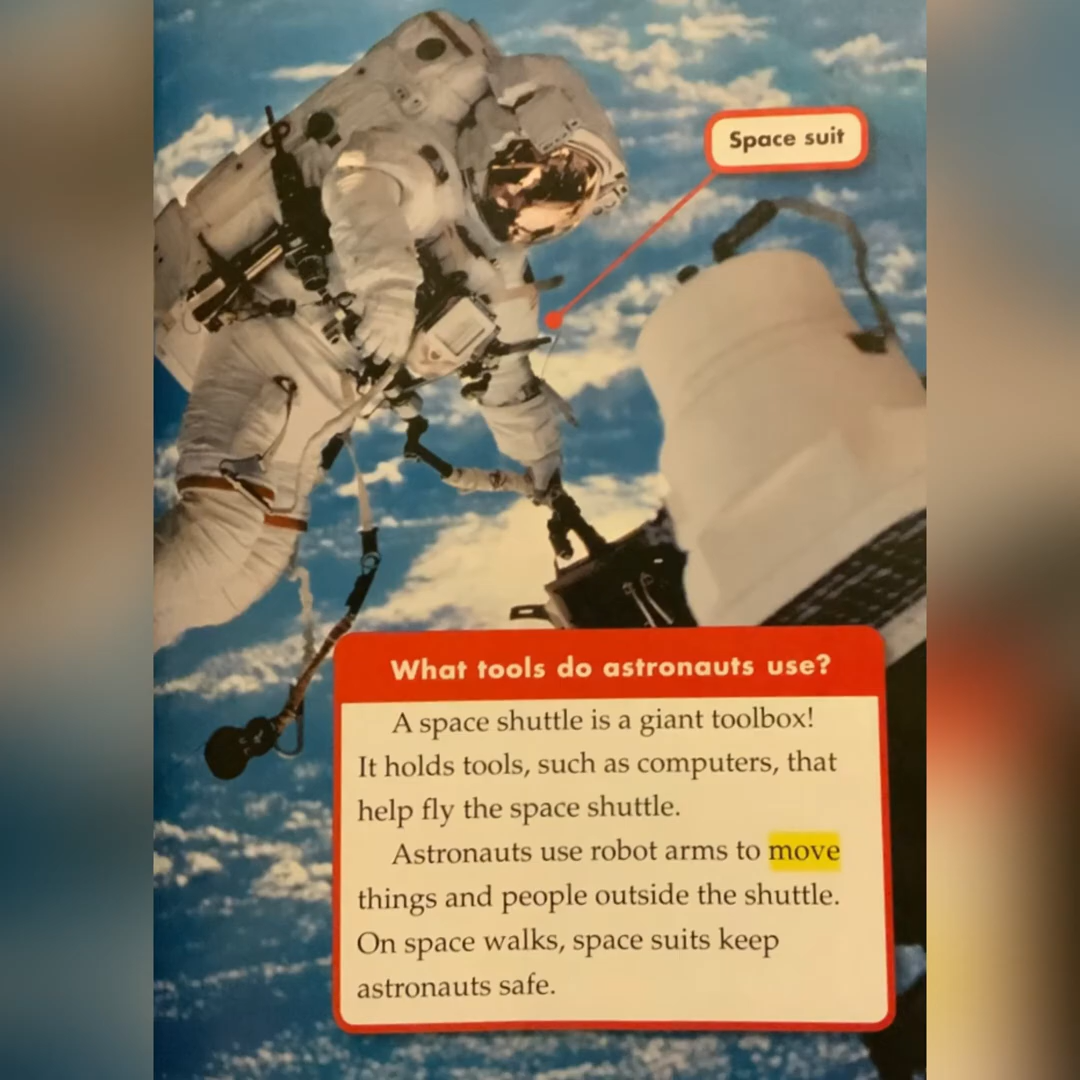 Space suit
What tools do astronauts use?
A space shuttle is a giant toolbox!
It holds tools, such as computers, that
help fly the space shuttle.
Astronauts use robot arms to move
things and people outside the shuttle.
On space walks, space suits keep
astronauts safe.